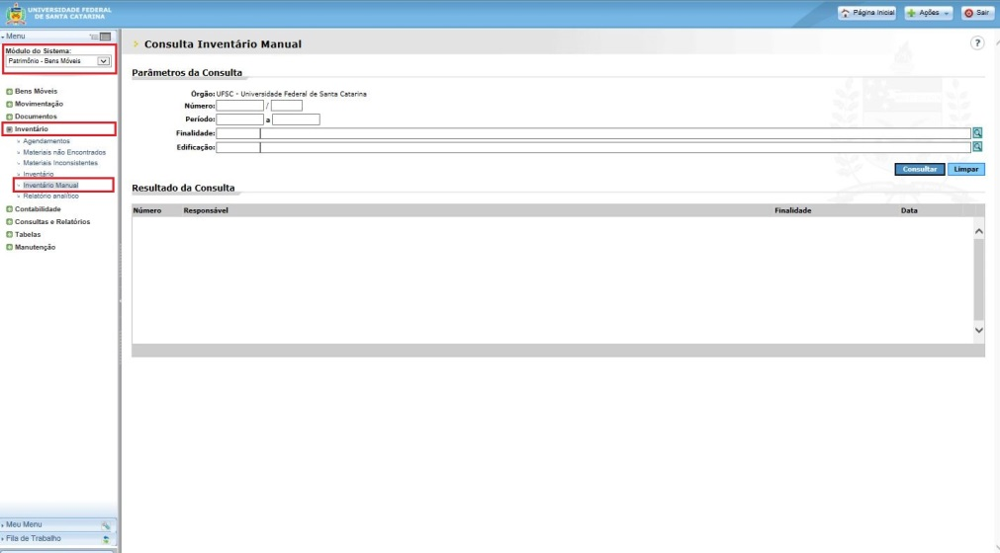 UNIVERSIDADE FEDERAL
DE SANTA CATARINA
Página Inicial
Ações
Sair
Menu
Módulo do Sistema:
Patrimônio - Bens Móveis
Bens Móveis
Movimentação
Documentos
Inventário
» Agendamentos
» Materiais não Encontrados
» Materiais Inconsistentes
» Inventário
» Inventário Manual
» Relatório analítico
Contabilidade
Consultas e Relatórios
Tabelas
Manutenção
Meu Menu
Fila de Trabalho
Consulta Inventário Manual
?
Parâmetros da Consulta
Órgão: UFSC - Universidade Federal de Santa Catarina
Número: /
Período: a
Finalidade:
Edificação:
Consultar Limpar
Resultado da Consulta
Número Responsável Finalidade Data